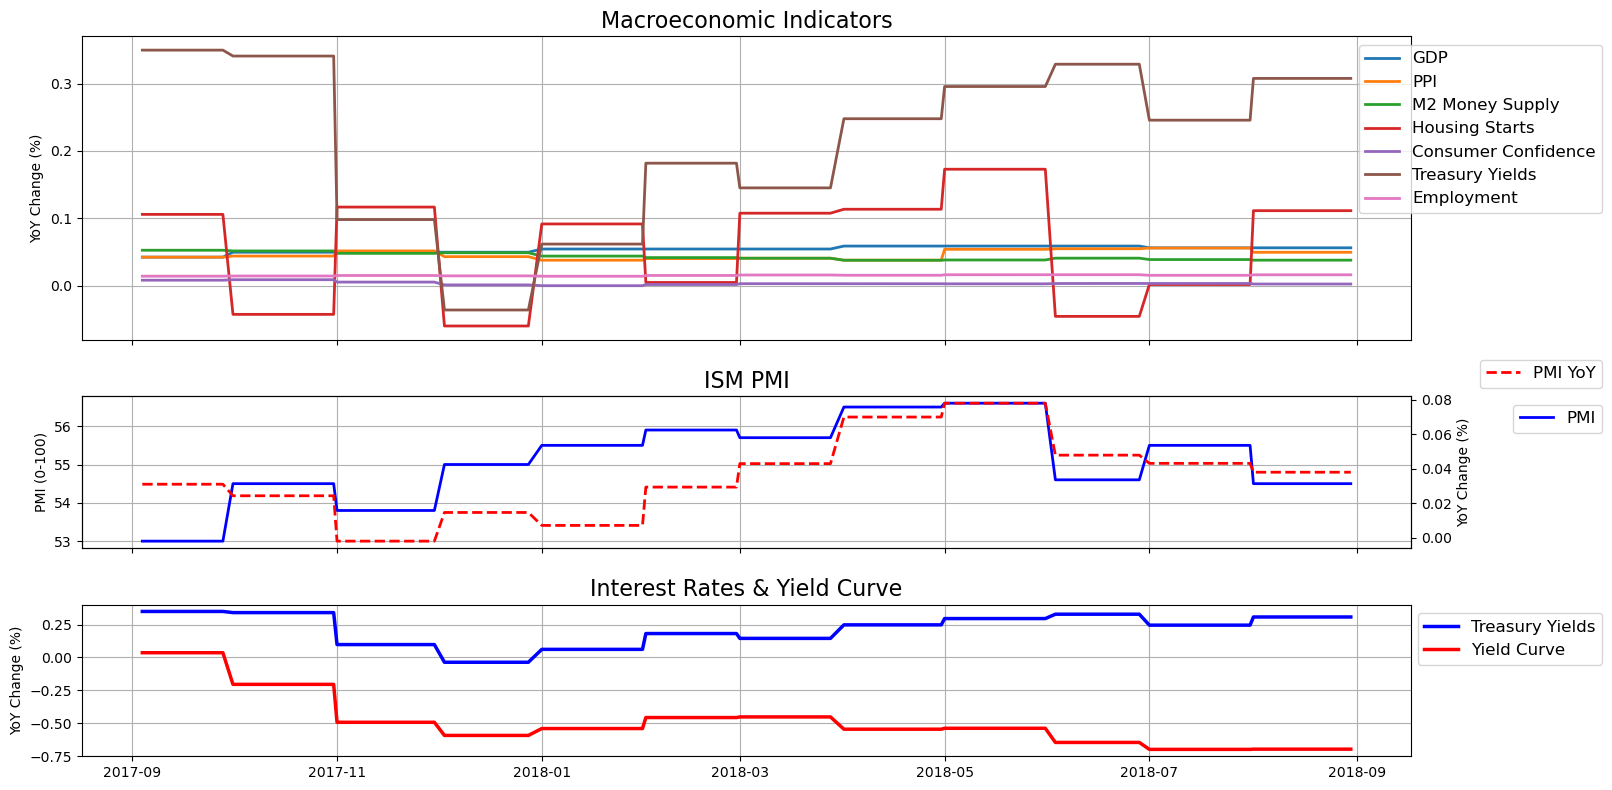 Macroeconomic Indicators
YoY Change (%)
0.3
0.2
0.1
0.0
GDP
PPI
M2 Money Supply
Housing Starts
Consumer Confidence
Treasury Yields
Employment
ISM PMI
PMI (0-100)
56
55
54
53
0.08
0.06
0.04
0.02
0.00
YoY Change (%)
PMI YoY
PMI
Interest Rates & Yield Curve
YoY Change (%)
0.25
0.00
−0.25
−0.50
−0.75
Treasury Yields
Yield Curve
2017-09 2017-11 2018-01 2018-03 2018-05 2018-07 2018-09